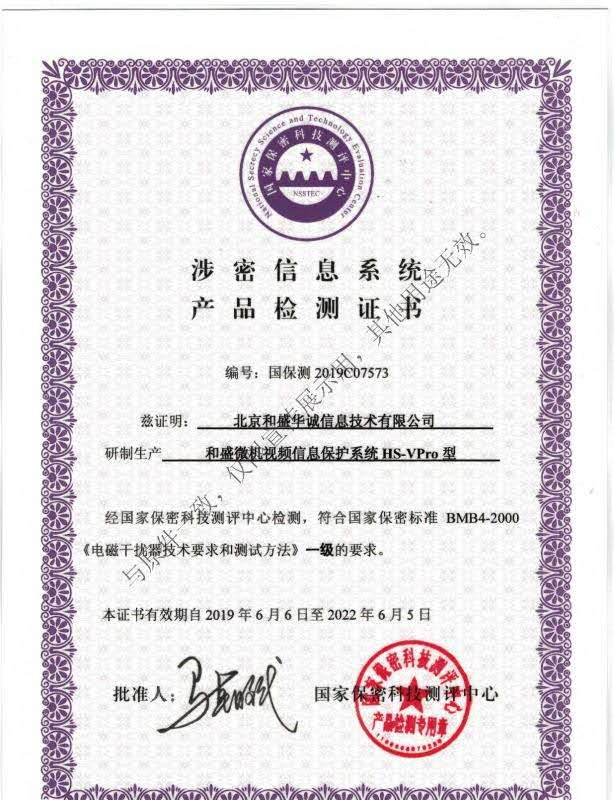 National Secrecy Science and Technology Evaluation Center
国家保密科技测评中心
NSSTEC
涉密信息系统
产品检测证书
编号：国保测 2019C07573
兹证明： 北京和盛华诚信息技术有限公司
研制生产 和盛微机视频信息保护系统 HS-VPro 型
经国家保密科技测评中心检测，符合国家保密标准 BMB4-2000
《电磁干扰器技术要求和测试方法》一级的要求。
本证书有效期自 2019 年 6 月 6 日至 2022 年 6 月 5 日
批准人：
国家保密科技测评中心
国家保密科技测评中心
产品检测专用章
与原件一致，仅供宣传展示用，其他用途无效。